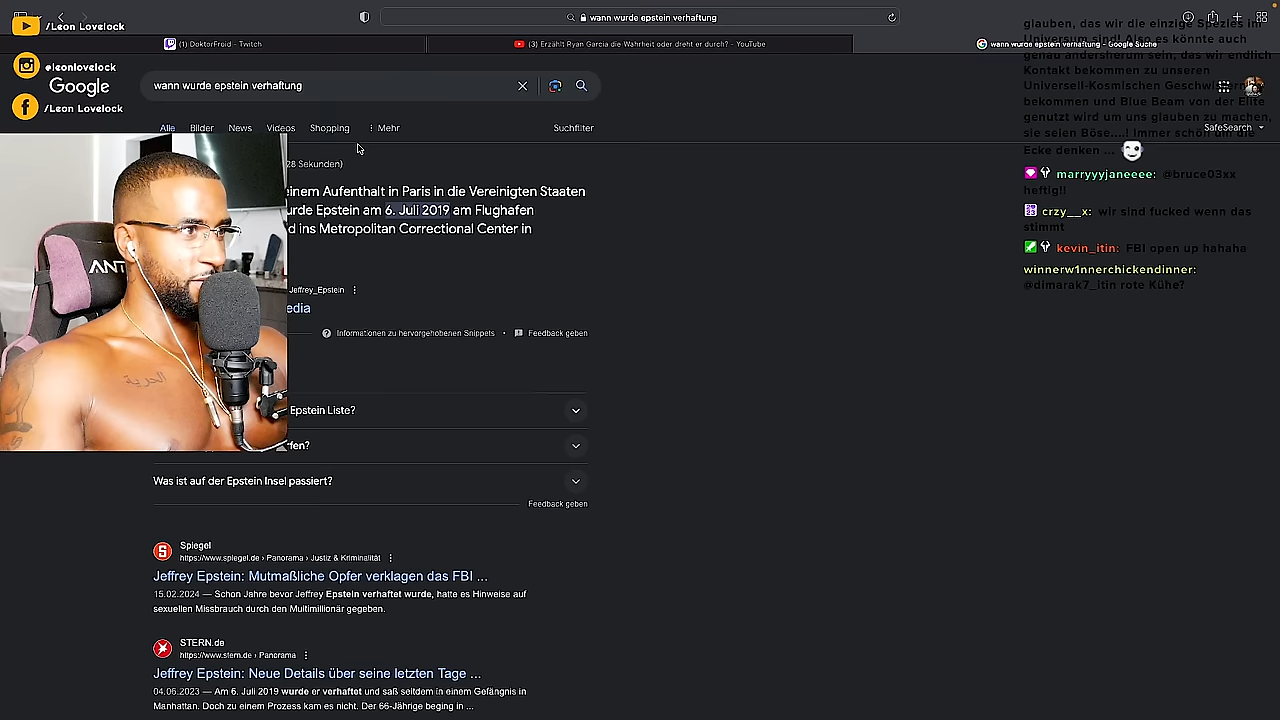 /Leon Lovelock
wann wurde epstein verhaftung
(1) DoktorFroid - Twitch
(3) Erzählt Ryan Garcia die Wahrheit oder dreht er durch? - YouTube
wann wurde epstein verhaftung - Google Suche
@leonlovelock
Google
wann wurde epstein verhaftung
/Leon Lovelock
Alle
Bilder
News
Videos
Shopping
Mehr
Suchfilter
SafeSearch
28 Sekunden)
einem Aufenthalt in Paris in die Vereinigten Staaten
urde Epstein am 6. Juli 2019 am Flughafen
d ins Metropolitan Correctional Center in
Jeffrey_Epstein
edia
Informationen zu hervorgehobenen Snippets
Feedback geben
Epstein Liste?
fen?
Was ist auf der Epstein Insel passiert?
Feedback geben
Spiegel
https://www.spiegel.de › Panorama › Justiz & Kriminalität
Jeffrey Epstein: Mutmaßliche Opfer verklagen das FBI ...
15.02.2024 — Schon Jahre bevor Jeffrey Epstein verhaftet wurde, hatte es Hinweise auf
sexuellen Missbrauch durch den Multimillionär gegeben.
STERN.de
https://www.stern.de › Panorama
Jeffrey Epstein: Neue Details über seine letzten Tage ...
04.06.2023 — Am 6. Juli 2019 wurde er verhaftet und saß seitdem in einem Gefängnis in
Manhattan. Doch zu einem Prozess kam es nicht. Der 66-Jährige beging in ...
ANT
الحرية
glauben, das wir die einzige Spezies im
Universum sind! Also es könnte auch
genau andersherum sein, das wir endlich
Kontakt bekommen zu unseren
Universell-Kosmischen Geschwistern
bekommen und Blue Beam von der Elite
genutzt wird um uns glauben zu machen,
sie seien Böse....! Immer schön um die
Ecke denken ...
marryyyjaneeee: @bruce03xx
heftig!!
crzy__x: wir sind fucked wenn das
stimmt
kevin_itin: FBI open up hahaha
winnerw1nnerchickendinner:
@dimarak7_itin rote Kühe?